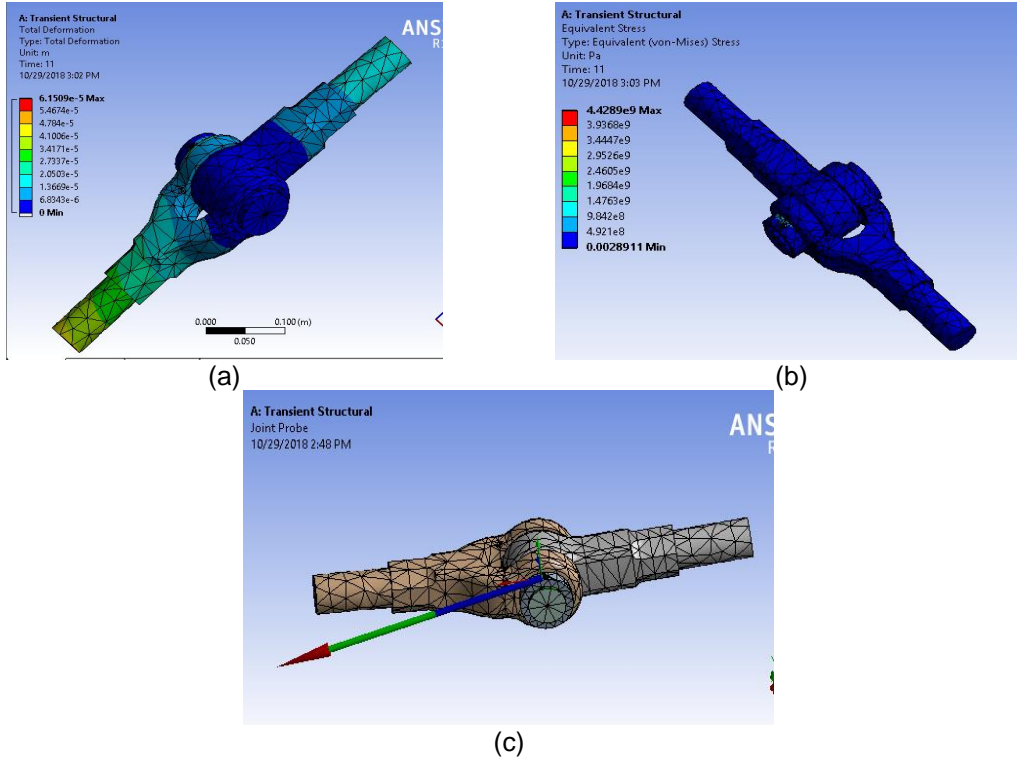 A: Transient Structural
Total Deformation
Type: Total Deformation
Unit: m
Time: 11
10/29/2018 3:02 PM
6.1509e-5 Max
5.4674e-5
4.784e-5
4.1006e-5
3.4171e-5
2.7337e-5
2.0503e-5
1.3669e-5
6.8343e-6
0 Min
ANS
0.000
0.100 (m)
0.050
(a)
A: Transient Structural
Equivalent Stress
Type: Equivalent (von-Mises) Stress
Unit: Pa
Time: 11
10/29/2018 3:03 PM
4.4289e9 Max
3.9368e9
3.4447e9
2.9526e9
2.4605e9
1.9684e9
1.4763e9
9.842e8
4.921e8
0.0028911 Min
(b)
A: Transient Structural
Joint Probe
10/29/2018 2:48 PM
ANS
(c)